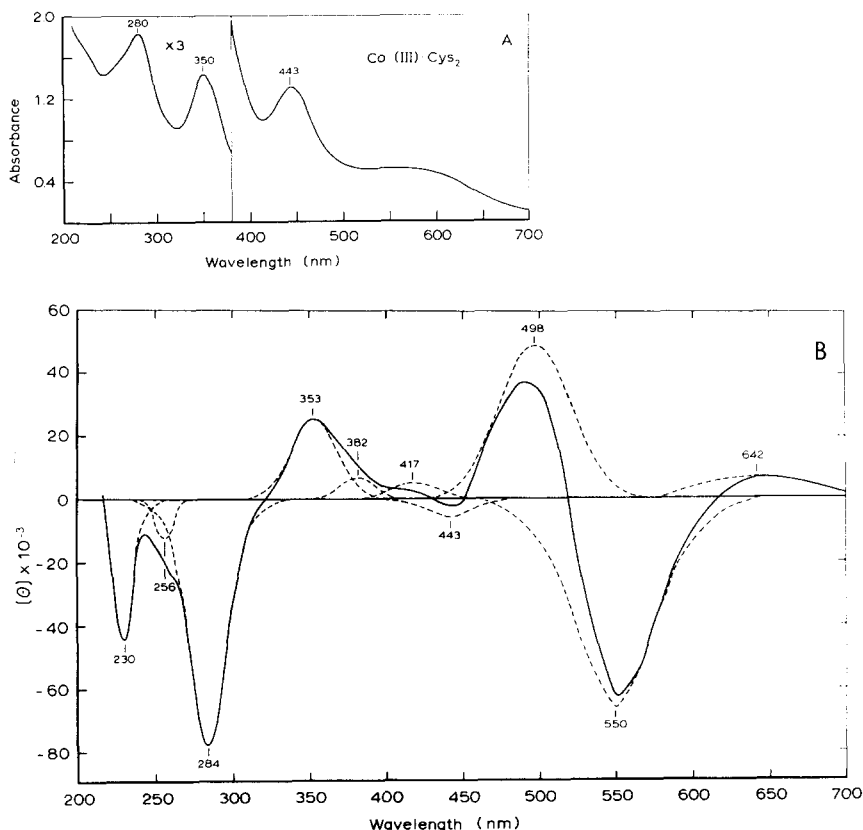 2.0
1.2
0.4
Absorbance
280
x3
350
443
Co (III) Cys2
A
200 300 400 500 600 700
Wavelength (nm)
60
40
20
0
-20
-40
-60
-80
[Θ] x 10-3
B
498
353
382
417
642
443
256
230
550
284
200 250 300 350 400 450 500 550 600 650 700
Wavelength (nm)